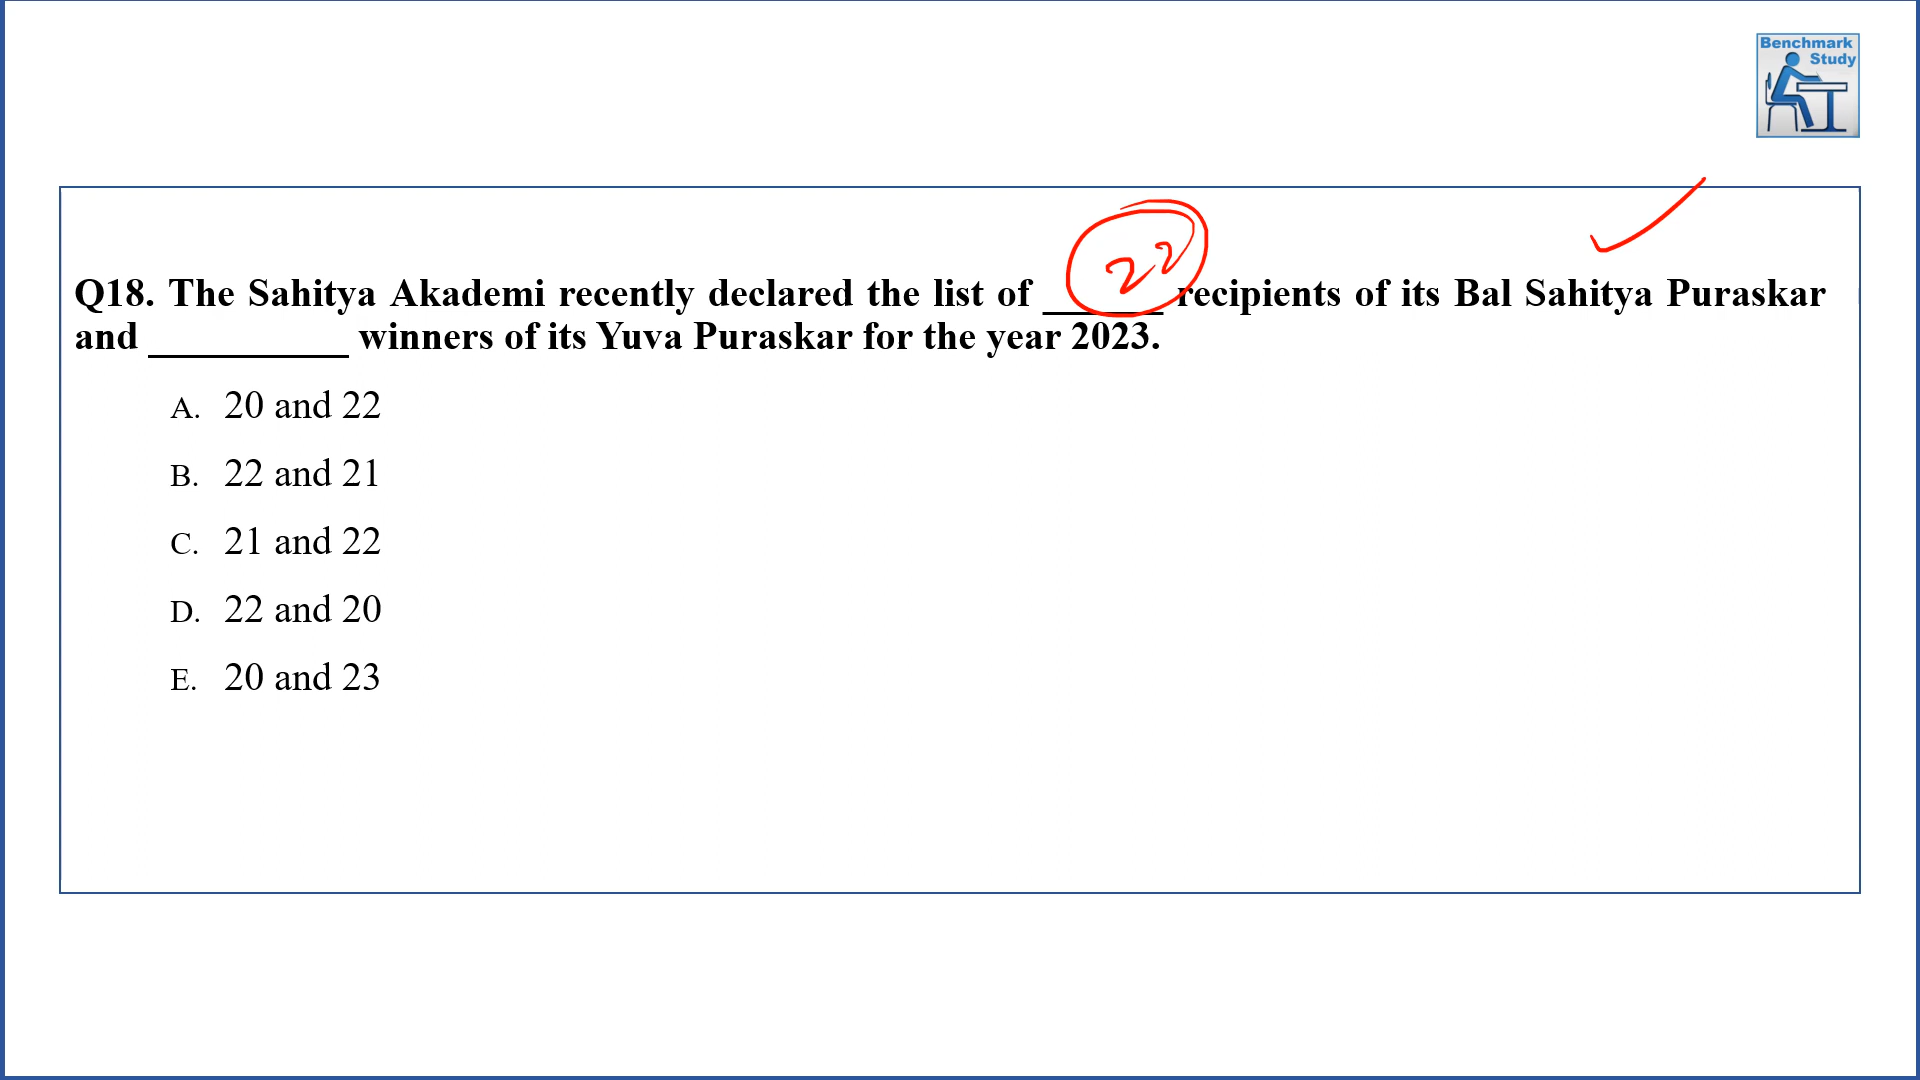 Benchmark
Study
22
Q18. The Sahitya Akademi recently declared the list of ______ recipients of its Bal Sahitya Puraskar
and __________ winners of its Yuva Puraskar for the year 2023.
A. 20 and 22
B. 22 and 21
C. 21 and 22
D. 22 and 20
E. 20 and 23